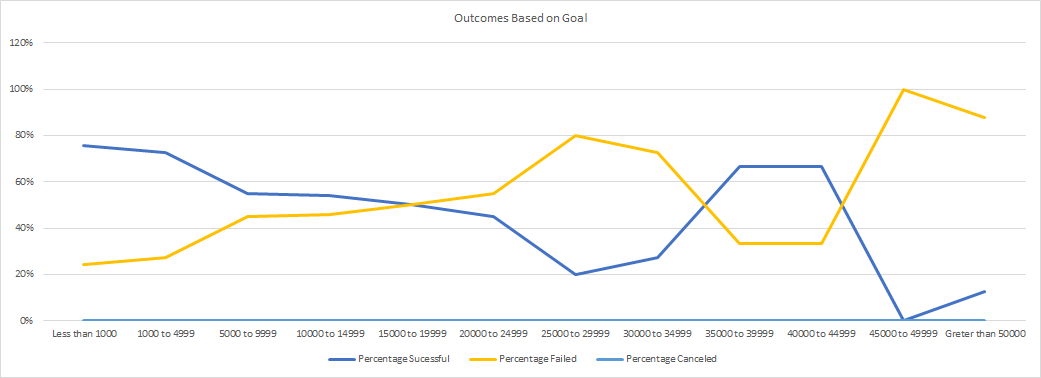 Outcomes Based on Goal
120%
100%
80%
60%
40%
20%
0%
Less than 1000 1000 to 4999 5000 to 9999 10000 to 14999 15000 to 19999 20000 to 24999 25000 to 29999 30000 to 34999 35000 to 39999 40000 to 44999 45000 to 49999 Greter than 50000
Percentage Sucessful Percentage Failed Percentage Canceled